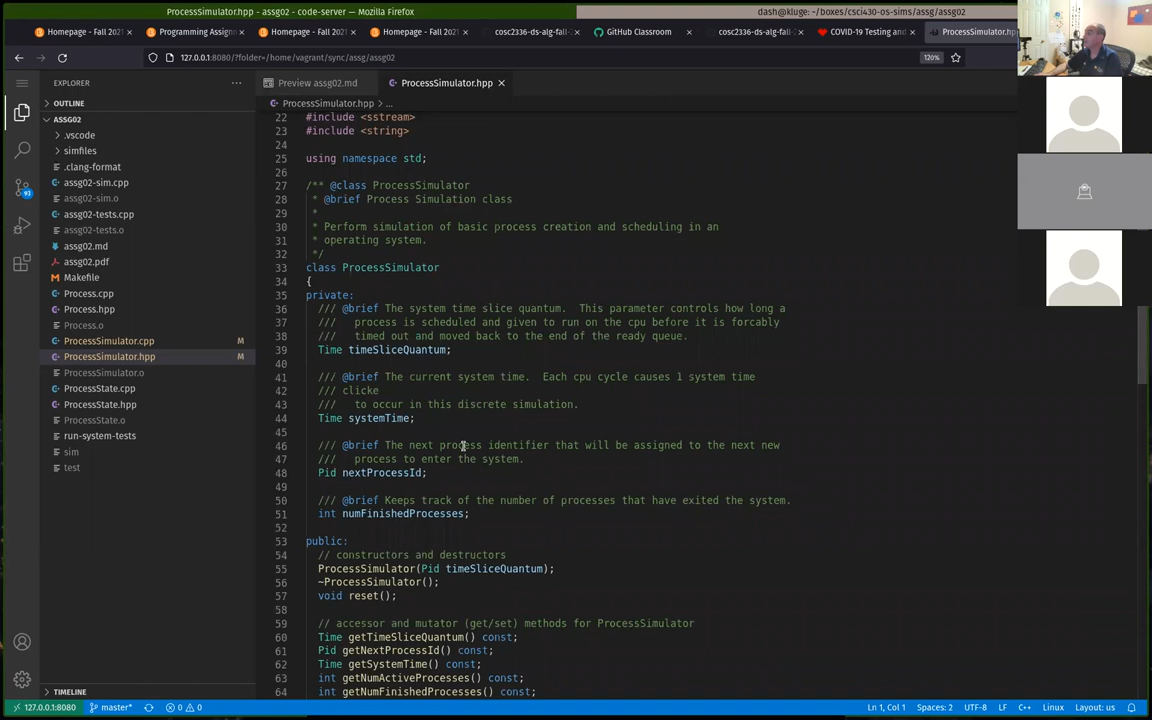 ProcessSimulator.hpp - assg02 - code-server — Mozilla Firefox
dash@kluge: ~/boxes/csci430-os-sims/assg/assg02
Homepage - Fall 202
Programming Assignn
Homepage - Fall 202
Homepage - Fall 202
cosc2336-ds-alg-fall-2
GitHub Classroom
cosc2336-ds-alg-fall-2
COVID-19 Testing an
ProcessSimulator.hp
127.0.0.1:8080/?folder=/home/vagrant/sync/assg/assg02
120%
EXPLORER
OUTLINE
ASSG02
.vscode
simfiles
.clang-format
assg02-sim.cpp
assg02-sim.o
assg02-tests.cpp
assg02-tests.o
assg02.md
assg02.pdf
Makefile
Process.cpp
Process.hpp
Process.o
ProcessSimulator.cpp M
ProcessSimulator.hpp M
ProcessSimulator.o
ProcessState.cpp
ProcessState.hpp
ProcessState.o
run-system-tests
sim
test
TIMELINE
Preview assg02.md
ProcessSimulator.hpp
ProcessSimulator.hpp > ...
22 #include <sstream>
23 #include <string>
24
25 using namespace std;
26
27 /** @class ProcessSimulator
28 * @brief Process Simulation class
29 *
30 * Perform simulation of basic process creation and scheduling in an
31 * operating system.
32 */
33 class ProcessSimulator
34 {
35 private:
36 /// @brief The system time slice quantum. This parameter controls how long a
37 /// process is scheduled and given to run on the cpu before it is forcably
38 /// timed out and moved back to the end of the ready queue.
39 Time timeSliceQuantum;
40
41 /// @brief The current system time. Each cpu cycle causes 1 system time
42 /// clicke
43 /// to occur in this discrete simulation.
44 Time systemTime;
45
46 /// @brief The next process identifier that will be assigned to the next new
47 /// process to enter the system.
48 Pid nextProcessId;
49
50 /// @brief Keeps track of the number of processes that have exited the system.
51 int numFinishedProcesses;
52
53 public:
54 // constructors and destructors
55 ProcessSimulator(Pid timeSliceQuantum);
56 ~ProcessSimulator();
57 void reset();
58
59 // accessor and mutator (get/set) methods for ProcessSimulator
60 Time getTimeSliceQuantum() const;
61 Pid getNextProcessId() const;
62 Time getSystemTime() const;
63 int getNumActiveProcesses() const;
64 int getNumFinishedProcesses() const;
127.0.0.1:8080
master*
0
0
Ln 1, Col 1
Spaces: 2
UTF-8
LF
C++
Linux
Layout: us